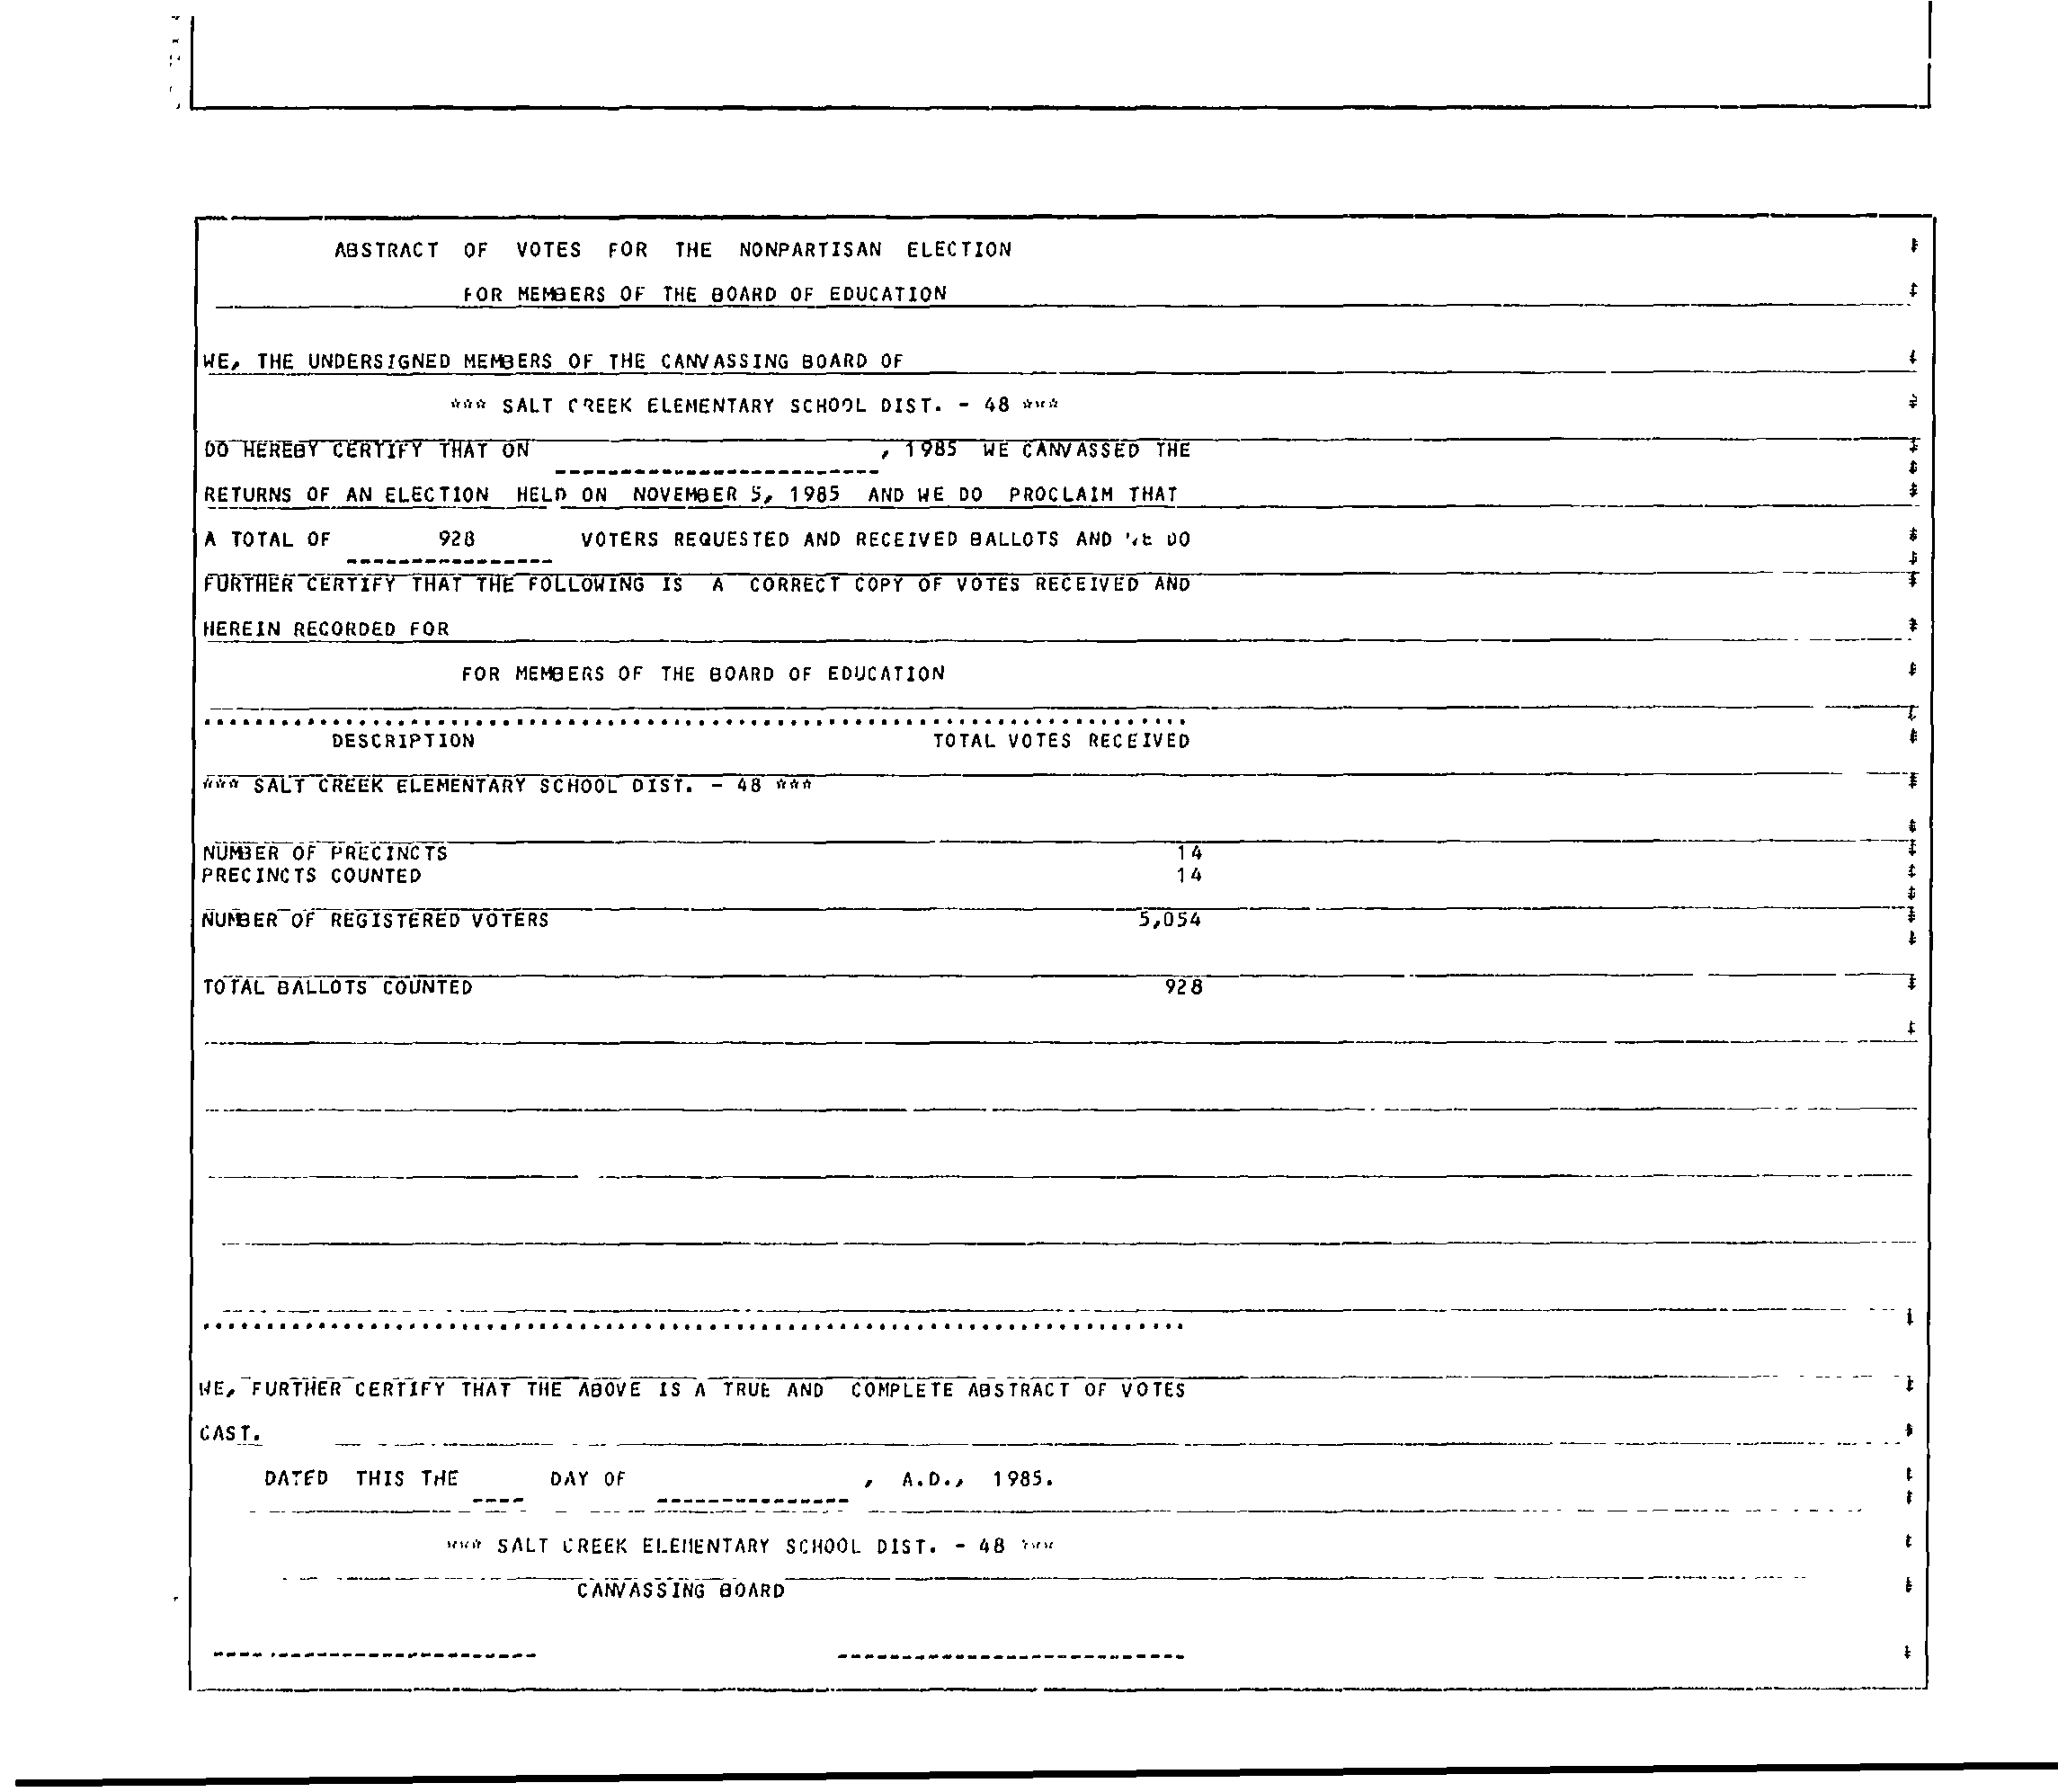 ABSTRACT OF VOTES FOR THE NONPARTISAN ELECTION
FOR MEMBERS OF THE BOARD OF EDUCATION
WE, THE UNDERSIGNED MEMBERS OF THE CANVASSING BOARD OF
*** SALT CREEK ELEMENTARY SCHOOL DIST. - 48 ***
DO HEREBY CERTIFY THAT ON , 1985 WE CANVASSED THE
RETURNS OF AN ELECTION HELD ON NOVEMBER 5, 1985 AND WE DO PROCLAIM THAT
A TOTAL OF 928 VOTERS REQUESTED AND RECEIVED BALLOTS AND WE DO
FURTHER CERTIFY THAT THE FOLLOWING IS A CORRECT COPY OF VOTES RECEIVED AND
HEREIN RECORDED FOR
FOR MEMBERS OF THE BOARD OF EDUCATION
DESCRIPTION TOTAL VOTES RECEIVED
*** SALT CREEK ELEMENTARY SCHOOL DIST. - 48 ***
NUMBER OF PRECINCTS 14
PRECINCTS COUNTED 14
NUMBER OF REGISTERED VOTERS 5,054
TOTAL BALLOTS COUNTED 928
WE, FURTHER CERTIFY THAT THE ABOVE IS A TRUE AND COMPLETE ABSTRACT OF VOTES
CAST.
DATED THIS THE DAY OF , A.D., 1985.
*** SALT CREEK ELEMENTARY SCHOOL DIST. - 48 ***
CANVASSING BOARD